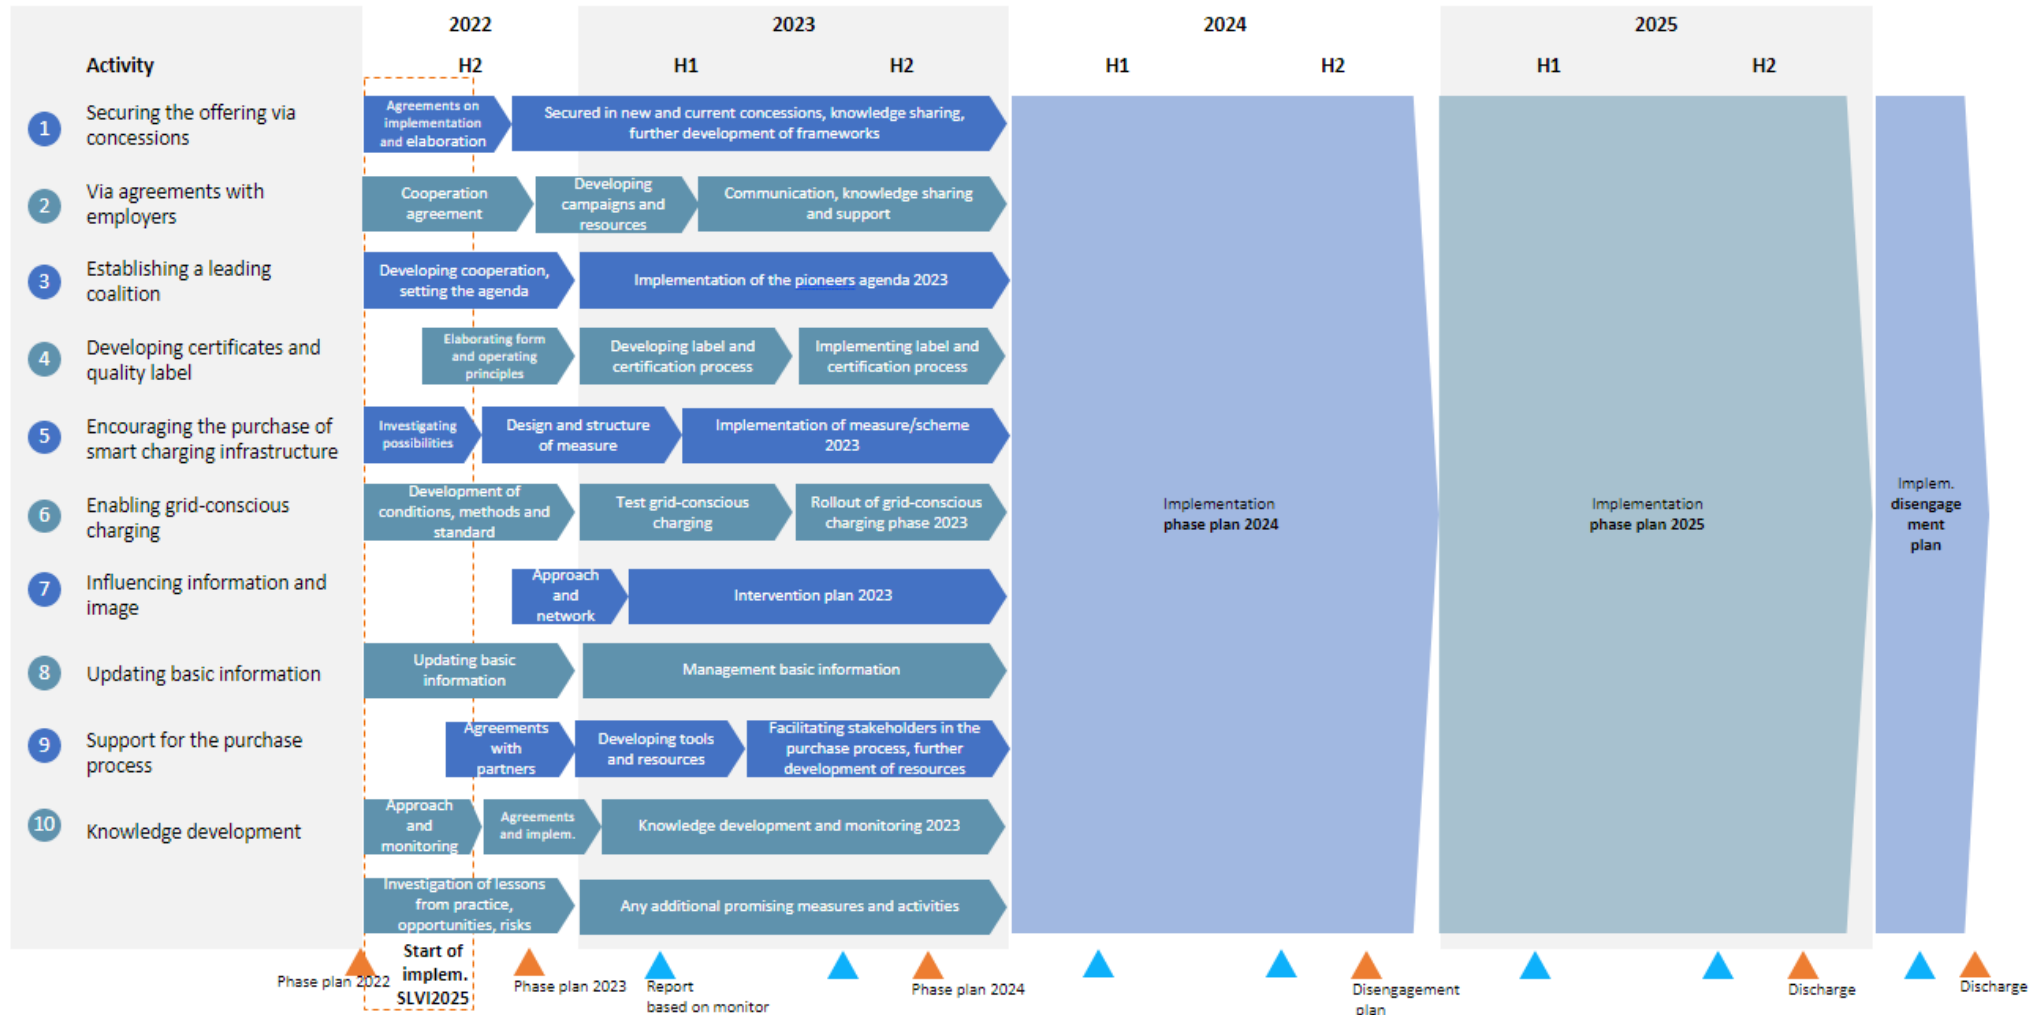 2022
2023
2024
2025
Activity
H2
H1
H2
H1
H2
H1
H2
1
Securing the offering via
concessions
Agreements on
implementation
and elaboration
Secured in new and current concessions, knowledge sharing,
further development of frameworks
2
Via agreements with
employers
Cooperation
agreement
Developing
campaigns and
resources
Communication, knowledge sharing
and support
3
Establishing a leading
coalition
Developing cooperation,
setting the agenda
Implementation of the pioneers agenda 2023
4
Developing certificates and
quality label
Elaborating form
and operating
principles
Developing label and
certification process
Implementing label and
certification process
5
Encouraging the purchase of
smart charging infrastructure
Investigating
possibilities
Design and structure
of measure
Implementation of measure/scheme
2023
6
Enabling grid-conscious
charging
Development of
conditions, methods and
standard
Test grid-conscious
charging
Rollout of grid-conscious
charging phase 2023
7
Influencing information and
image
Approach
and
network
Intervention plan 2023
8
Updating basic information
Updating basic
information
Management basic information
9
Support for the purchase
process
Agreements
with
partners
Developing tools
and resources
Facilitating stakeholders in the
purchase process, further
development of resources
10
Knowledge development
Approach
and
monitoring
Agreements
and implem.
Knowledge development and monitoring 2023
Investigation of lessons
from practice,
opportunities, risks
Any additional promising measures and activities
Implementation
phase plan 2024
Implementation
phase plan 2025
Implem.
disengage
ment
plan
Phase plan 2022
Start of
implem.
SLVI2025
Phase plan 2023
Report
based on monitor
Phase plan 2024
Disengagement
plan
Discharge
Discharge